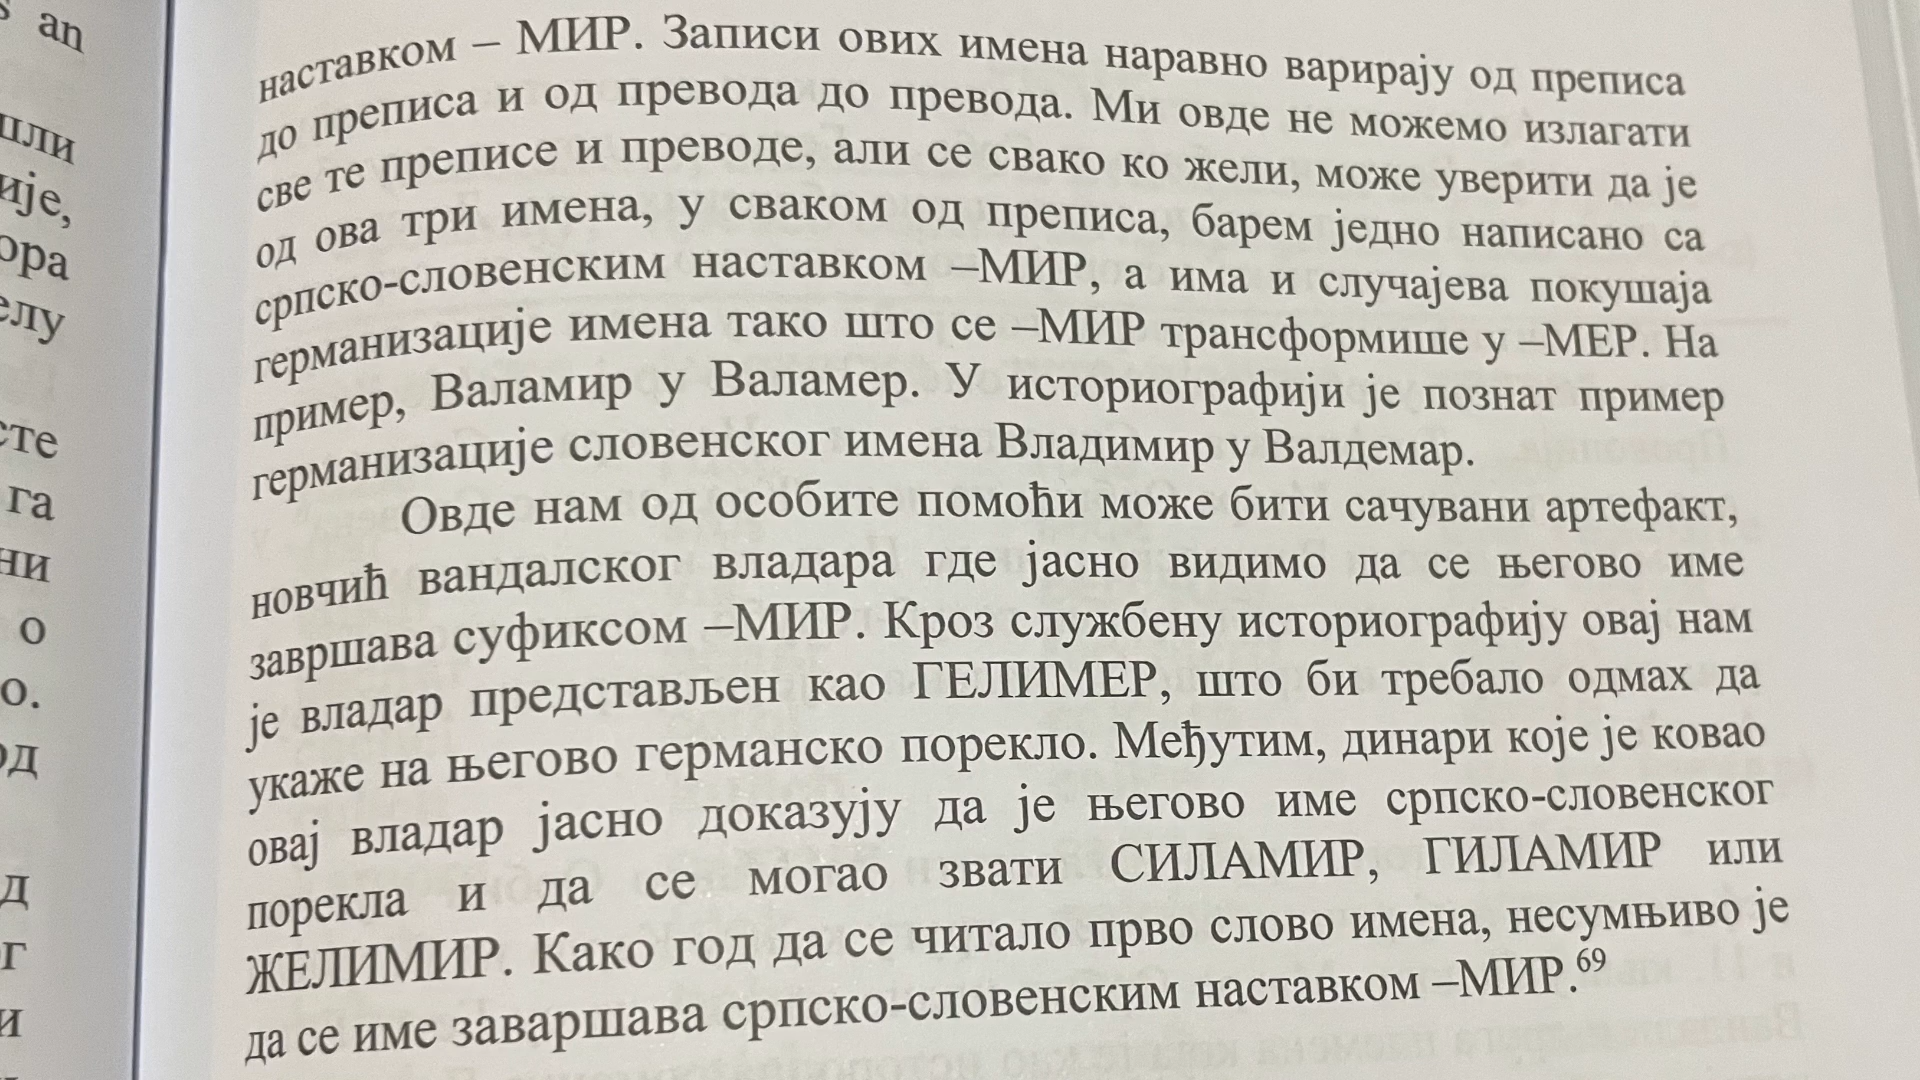 an
наставком – МИР. Записи ових имена наравно варирају од преписа
до преписа и од превода до превода. Ми овде не можемо излагати
све те преписе и преводе, али се свако ко жели, може уверити да је
од ова три имена, у сваком од преписа, барем једно написано са
српско-словенским наставком –МИР, а има и случајева покушаја
германизације имена тако што се –МИР трансформише у –МЕР. На
пример, Валамир у Валамер. У историографији је познат пример
германизације словенског имена Владимир у Валдемар.
Овде нам од особите помоћи може бити сачувани артефакт,
новчић вандалског владара где јасно видимо да се његово име
завршава суфиксом –МИР. Кроз службену историографију овај нам
је владар представљен као ГЕЛИМЕР, што би требало одмах да
укаже на његово германско порекло. Међутим, динари које је ковао
овај владар јасно доказују да је његово име српско-словенског
порекла и да се могао звати СИЛАМИР, ГИЛАМИР или
ЖЕЛИМИР. Како год да се читало прво слово имена, несумњиво је
да се име заваршава српско-словенским наставком –МИР.69